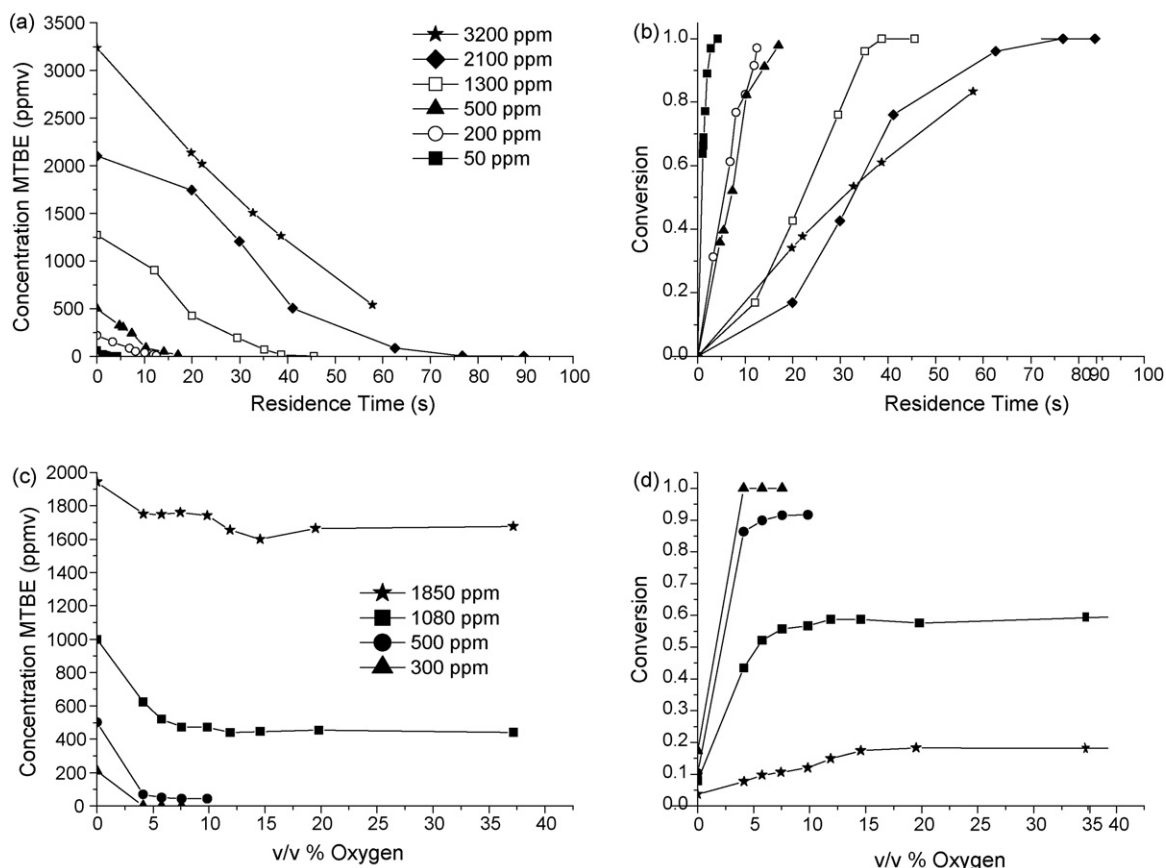 (a)
3500
3000
2500
2000
1500
1000
500
0
Concentration MTBE (ppmv)
3200 ppm
2100 ppm
1300 ppm
500 ppm
200 ppm
50 ppm
0 10 20 30 40 50 60 70 80 90 100
Residence Time (s)
(b)
1.0
0.8
0.6
0.4
0.2
0.0
Conversion
0 10 20 30 40 50 60 70 80 90 100
Residence Time (s)
(c)
2000
1800
1600
1400
1200
1000
800
600
400
200
0
Concentration MTBE (ppmv)
1850 ppm
1080 ppm
500 ppm
300 ppm
0 5 10 15 20 25 30 35 40
v/v % Oxygen
(d)
1.0
0.9
0.8
0.7
0.6
0.5
0.4
0.3
0.2
0.1
0.0
Conversion
0 5 10 15 20 25 30 35 40
v/v % Oxygen